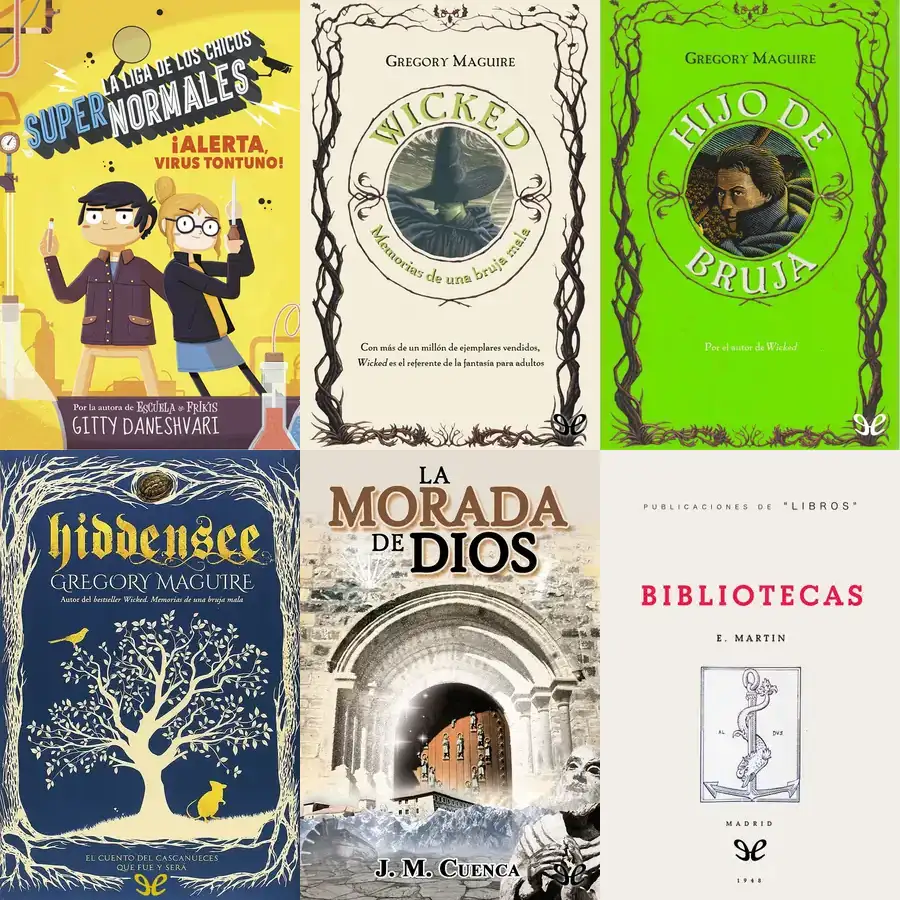 LA LIGA DE LOS CHICOS
SUPERNORMALES
¡ALERTA,
VIRUS TONTUNO!
Por la autora de ESCUELA DE FRIKIS
GITTY DANESHVARI
GREGORY MAGUIRE
WICKED
Memorias de una bruja mala
Con más de un millón de ejemplares vendidos,
Wicked es el referente de la fantasía para adultos
GREGORY MAGUIRE
HIJO DE
BRUJA
Por el autor de Wicked
hiddensee
GREGORY MAGUIRE
Autor del bestseller Wicked. Memorias de una bruja mala
EL CUENTO DEL CASCANUECES
QUE FUE Y SERÁ
LA
MORADA
DE DIOS
J. M. CUENCA
PUBLICACIONES DE "LIBROS"
BIBLIOTECAS
E. MARTIN
AL DVS
MADRID
1948